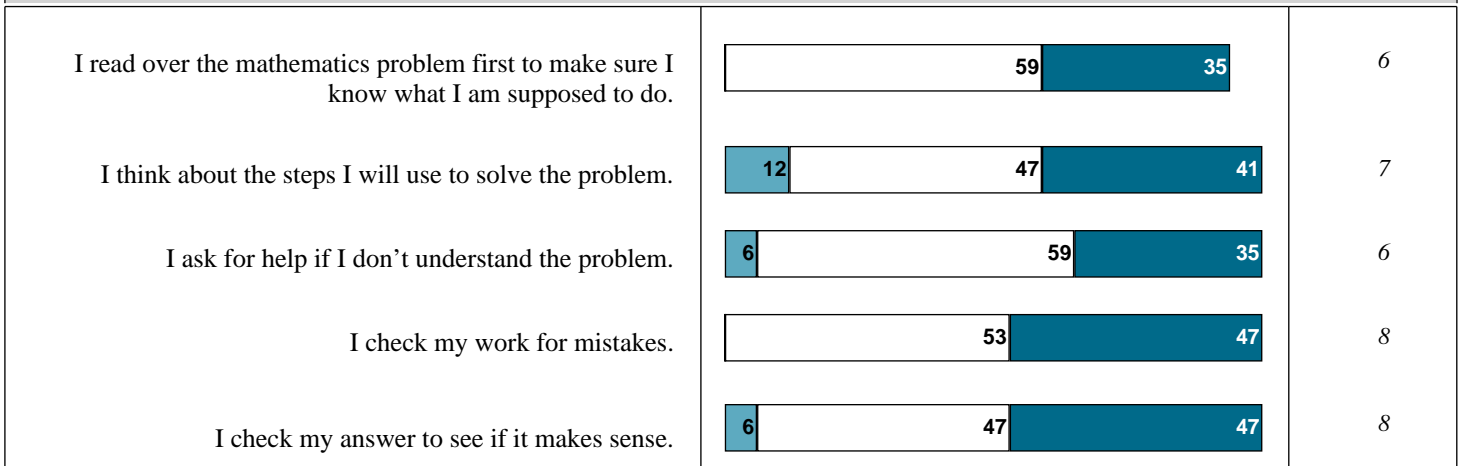 I read over the mathematics problem first to make sure I
know what I am supposed to do.
59 35 6
I think about the steps I will use to solve the problem.
12 47 41 7
I ask for help if I don’t understand the problem.
6 59 35 6
I check my work for mistakes.
53 47 8
I check my answer to see if it makes sense.
6 47 47 8